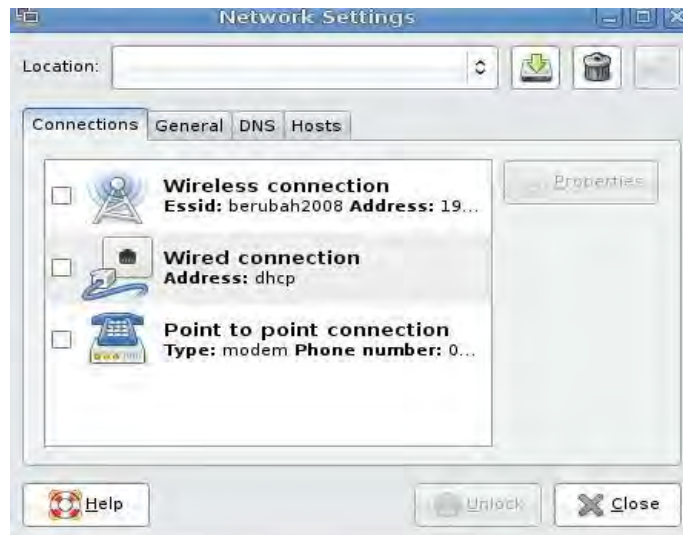 Network Settings
Location:
Connections General DNS Hosts
Wireless connection
Essid: berubah2008 Address: 19...
Properties
Wired connection
Address: dhcp
Point to point connection
Type: modem Phone number: 0...
Help
Unlock
Close